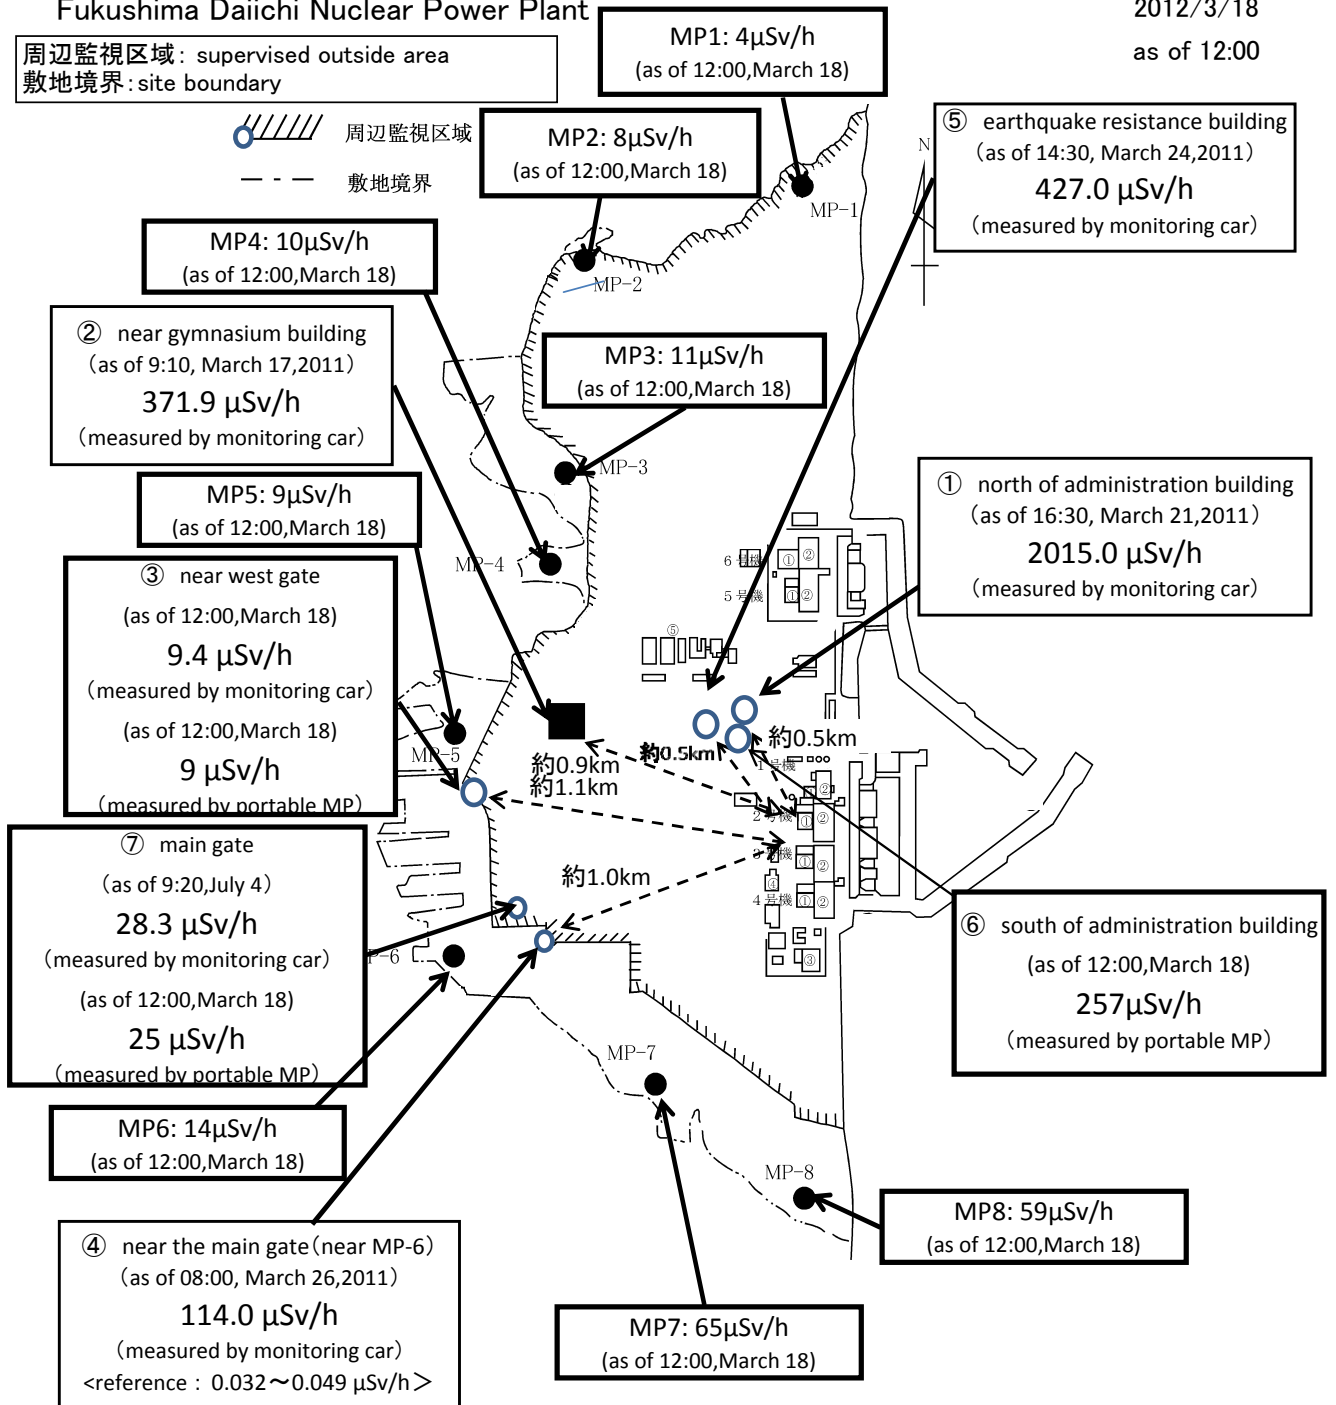 Fukushima Daiichi Nuclear Power Plant
2012/3/18
as of 12:00
周辺監視区域: supervised outside area
敷地境界:site boundary
周辺監視区域
敷地境界
MP1: 4μSv/h
(as of 12:00,March 18)
MP2: 8μSv/h
(as of 12:00,March 18)
⑤ earthquake resistance building
(as of 14:30, March 24,2011)
427.0 μSv/h
(measured by monitoring car)
N
MP-1
MP4: 10μSv/h
(as of 12:00,March 18)
MP-2
② near gymnasium building
(as of 9:10, March 17,2011)
371.9 μSv/h
(measured by monitoring car)
MP3: 11μSv/h
(as of 12:00,March 18)
MP-3
MP5: 9μSv/h
(as of 12:00,March 18)
① north of administration building
(as of 16:30, March 21,2011)
2015.0 μSv/h
(measured by monitoring car)
MP-4
6号機
① ②
5号機
① ②
③ near west gate
(as of 12:00,March 18)
9.4 μSv/h
(measured by monitoring car)
(as of 12:00,March 18)
9 μSv/h
(measured by portable MP)
⑤
MP-5
約0.5km
約0.5km
約0.9km
約1.1km
1号機
②
2号機
① ②
3号機
① ②
④
4号機
① ②
③
約1.0km
⑦ main gate
(as of 9:20,July 4)
28.3 μSv/h
(measured by monitoring car)
(as of 12:00,March 18)
25 μSv/h
(measured by portable MP)
P-6
⑥ south of administration building
(as of 12:00,March 18)
257μSv/h
(measured by portable MP)
MP-7
MP6: 14μSv/h
(as of 12:00,March 18)
MP-8
MP8: 59μSv/h
(as of 12:00,March 18)
④ near the main gate(near MP-6)
(as of 08:00, March 26,2011)
114.0 μSv/h
(measured by monitoring car)
<reference : 0.032～0.049 μSv/h>
MP7: 65μSv/h
(as of 12:00,March 18)